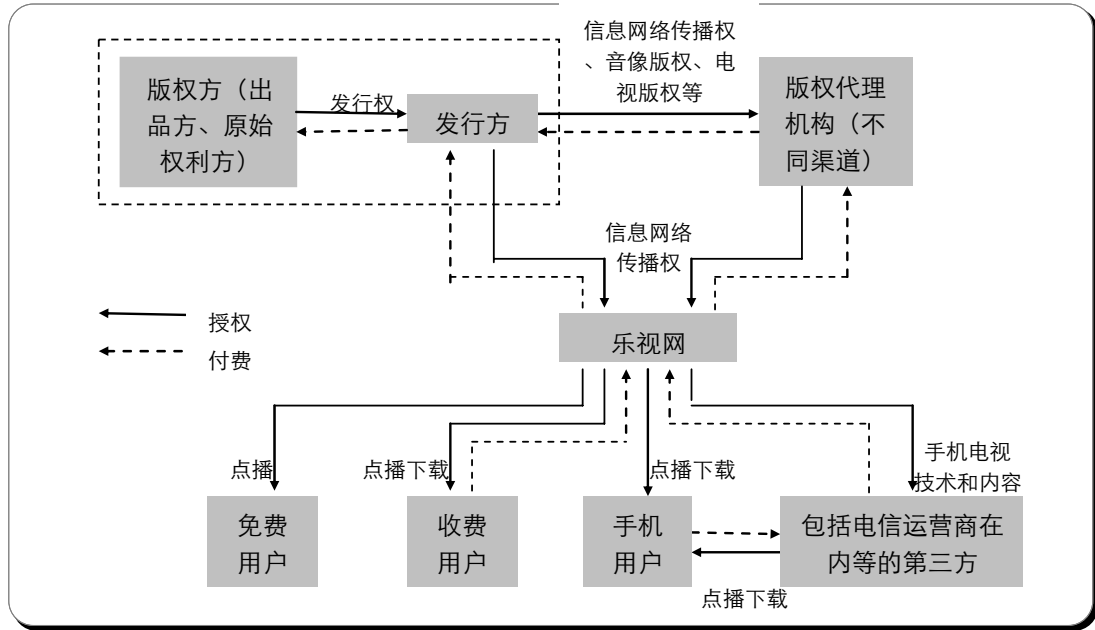 信息网络传播权
、音像版权、电
视版权等
版权方（出
品方、原始
权利方）
发行权
发行方
版权代理
机构（不
同渠道）
信息网络
传播权
授权
付费
乐视网
点播
点播下载
点播下载
手机电视
技术和内容
免费
用户
收费
用户
手机
用户
包括电信运营商在
内等的第三方
点播下载